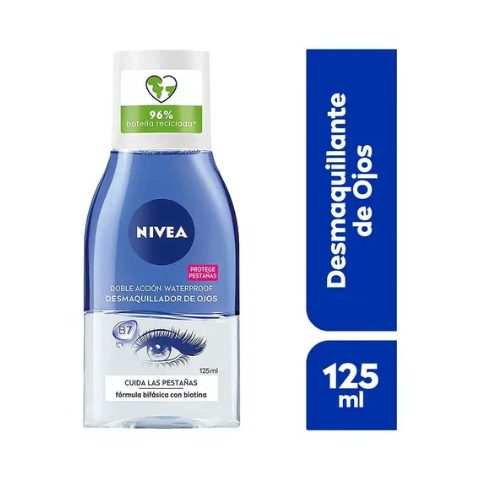 96%
botella reciclada*
NIVEA
PROTEGE
PESTAÑAS
DOBLE ACCIÓN WATERPROOF
DESMAQUILLADOR DE OJOS
B7
125ml
CUIDA LAS PESTAÑAS
fórmula bifásica con biotina
Desmaquillante
de Ojos
125
ml